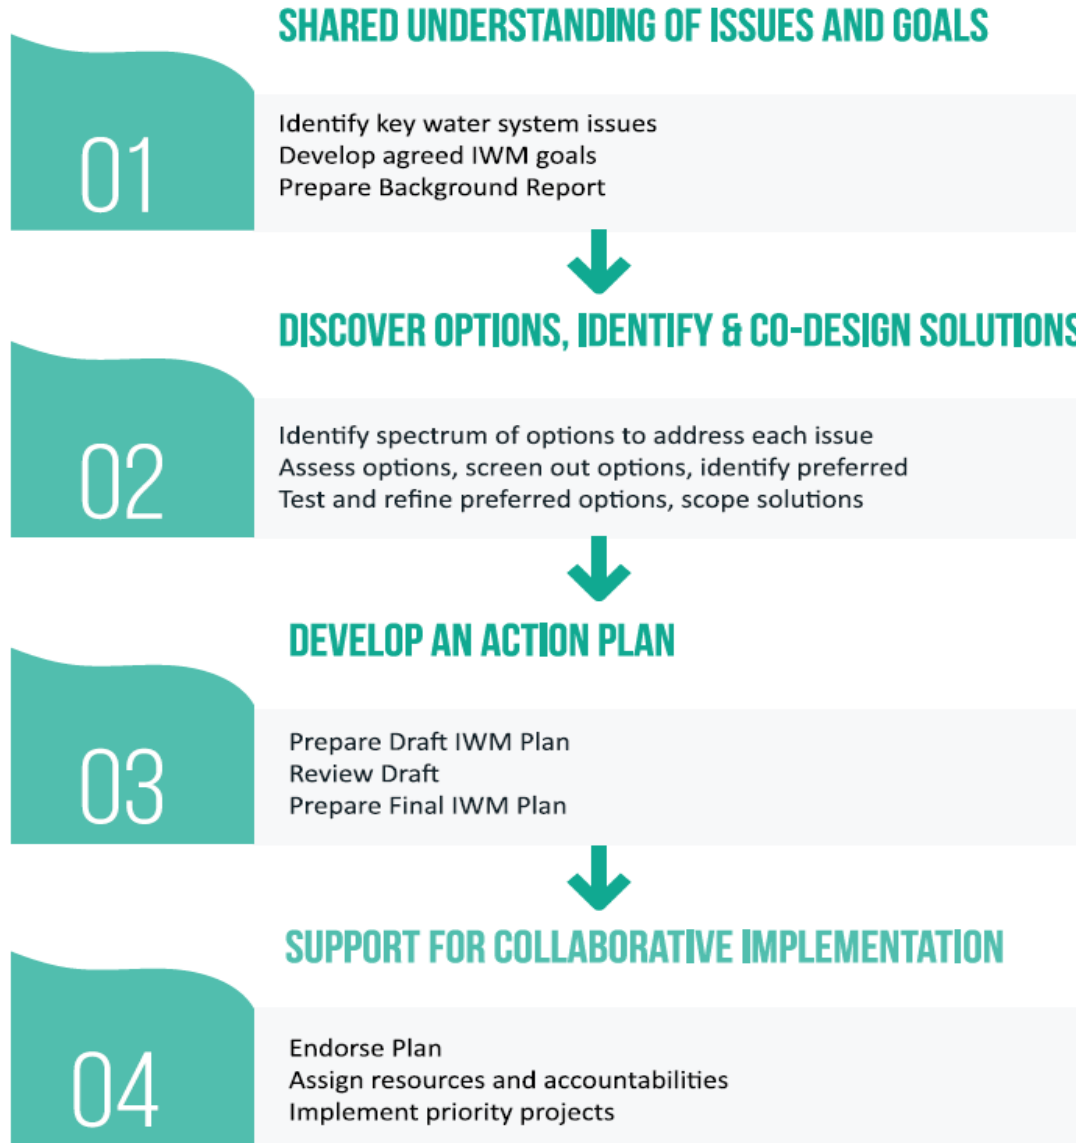 SHARED UNDERSTANDING OF ISSUES AND GOALS
01
Identify key water system issues
Develop agreed IWM goals
Prepare Background Report
DISCOVER OPTIONS, IDENTIFY & CO-DESIGN SOLUTIONS
02
Identify spectrum of options to address each issue
Assess options, screen out options, identify preferred
Test and refine preferred options, scope solutions
DEVELOP AN ACTION PLAN
03
Prepare Draft IWM Plan
Review Draft
Prepare Final IWM Plan
SUPPORT FOR COLLABORATIVE IMPLEMENTATION
04
Endorse Plan
Assign resources and accountabilities
Implement priority projects